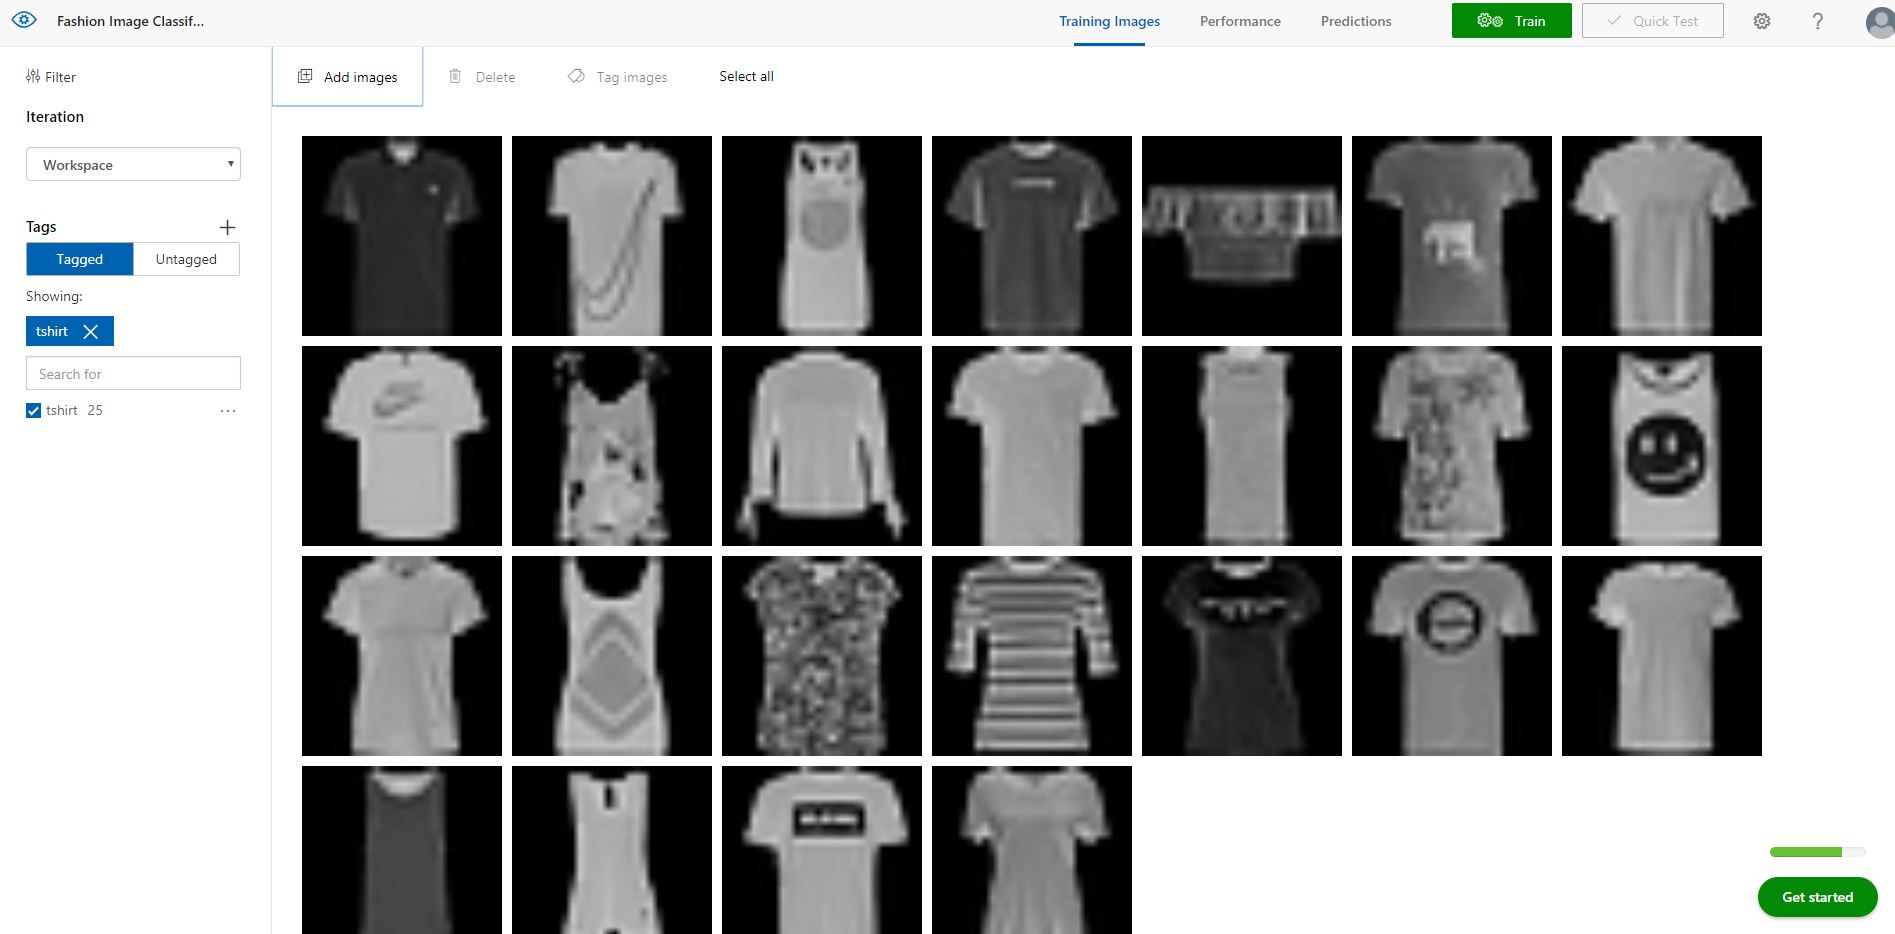 Fashion Image Classif...
Training Images
Performance
Predictions
Train
Quick Test
?
Filter
Add images
Delete
Tag images
Select all
Iteration
Workspace
Tags
Tagged
Untagged
Showing:
tshirt
Search for
tshirt 25
Get started